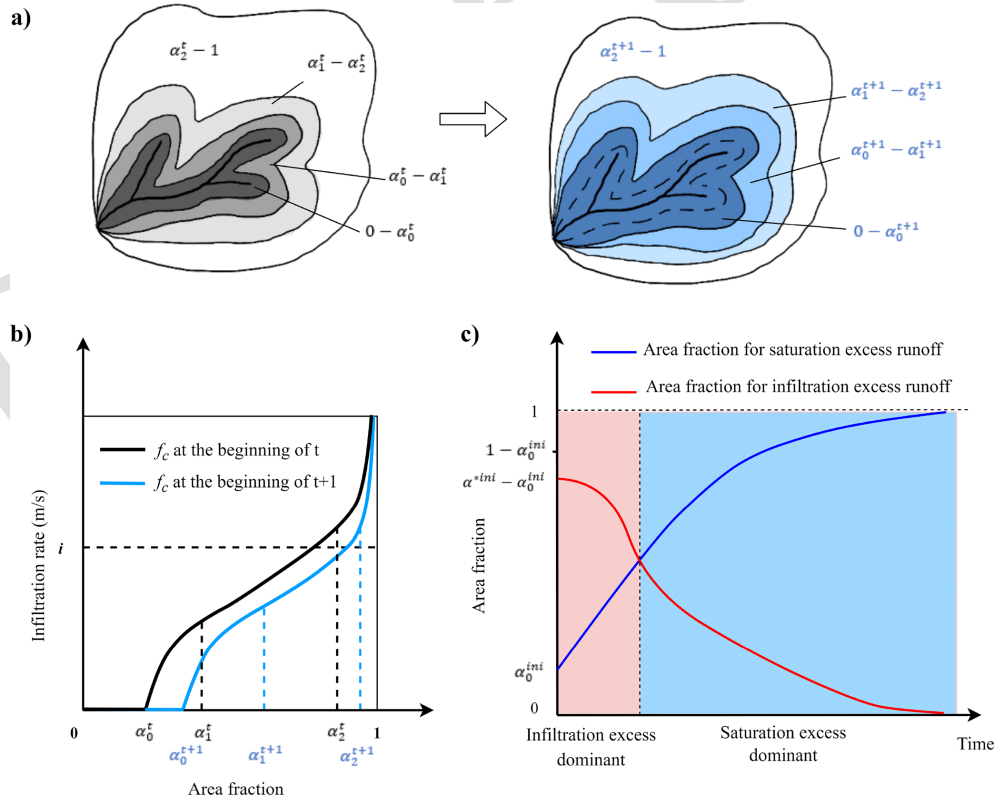 a)
α₂ᵗ − 1
α₁ᵗ − α₂ᵗ
α₀ᵗ − α₁ᵗ
0 − α₀ᵗ
α₂ᵗ⁺¹ − 1
α₁ᵗ⁺¹ − α₂ᵗ⁺¹
α₀ᵗ⁺¹ − α₁ᵗ⁺¹
0 − α₀ᵗ⁺¹
b)
f_c at the beginning of t
f_c at the beginning of t+1
Infiltration rate (m/s)
i
0 α₀ᵗ α₁ᵗ α₂ᵗ 1
α₀ᵗ⁺¹ α₁ᵗ⁺¹ α₂ᵗ⁺¹
Area fraction
c)
Area fraction for saturation excess runoff
Area fraction for infiltration excess runoff
1
1 − α₀ⁱⁿⁱ
α*ⁱⁿⁱ − α₀ⁱⁿⁱ
Area fraction
α₀ⁱⁿⁱ
0
Infiltration excess
dominant
Saturation excess
dominant
Time